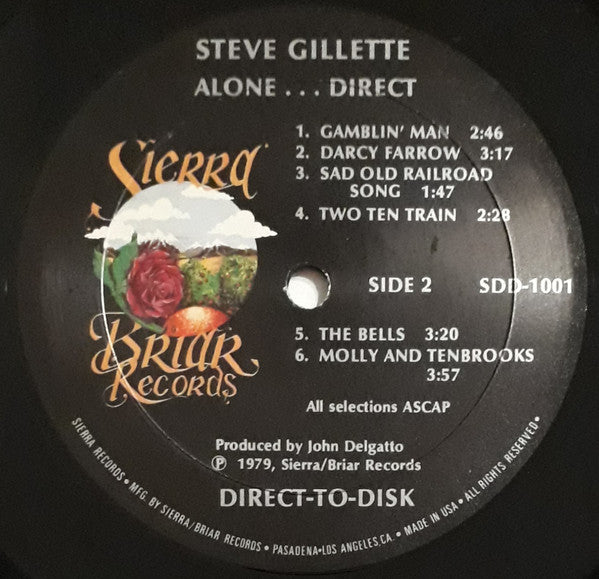 STEVE GILLETTE
ALONE . . . DIRECT
Sierra
Briar
Records
1. GAMBLIN' MAN 2:46
2. DARCY FARROW 3:17
3. SAD OLD RAILROAD
SONG 1:47
4. TWO TEN TRAIN 2:28
SIDE 2 SDD-1001
5. THE BELLS 3:20
6. MOLLY AND TENBROOKS
3:57
All selections ASCAP
Produced by John Delgatto
℗ 1979, Sierra/Briar Records
DIRECT-TO-DISK
SIERRA RECORDS • MFG. BY SIERRA/BRIAR RECORDS • PASADENA•LOS ANGELES, CA. • MADE IN USA • ALL RIGHTS RESERVED •